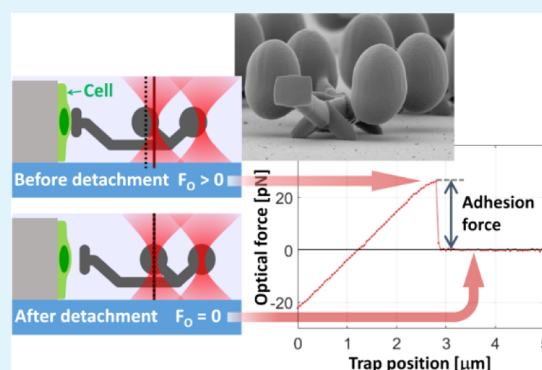 Cell
Before detachment F₀ > 0
After detachment F₀ = 0
Optical force [pN]
20
0
-20
Adhesion
force
0 1 2 3 4 5
Trap position [µm]